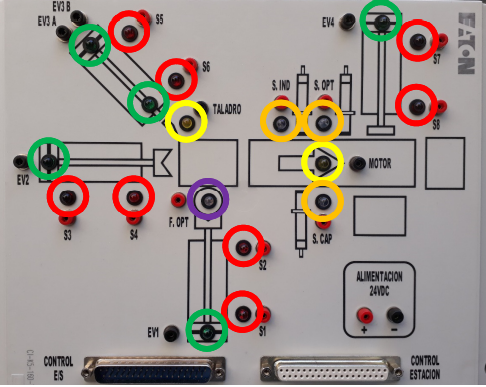 EV3 B
EV3 A
S5
EV4
EATON
S7
S6
S. IND
S. OPT
TALADRO
S8
EV2
MOTOR
S3
S4
F. OPT
S. CAP
S2
ALIMENTACION
24VDC
+
-
EV1
S1
CONTROL
E/S
CONTROL
ESTACION